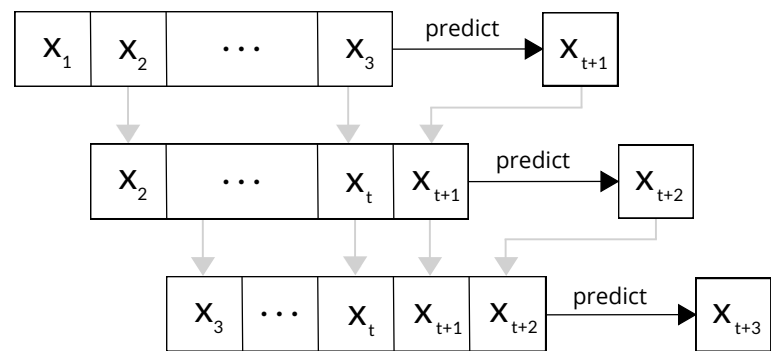 X₁ X₂ ··· X₃ predict Xₜ₊₁
X₂ ··· Xₜ Xₜ₊₁ predict Xₜ₊₂
X₃ ··· Xₜ Xₜ₊₁ Xₜ₊₂ predict Xₜ₊₃